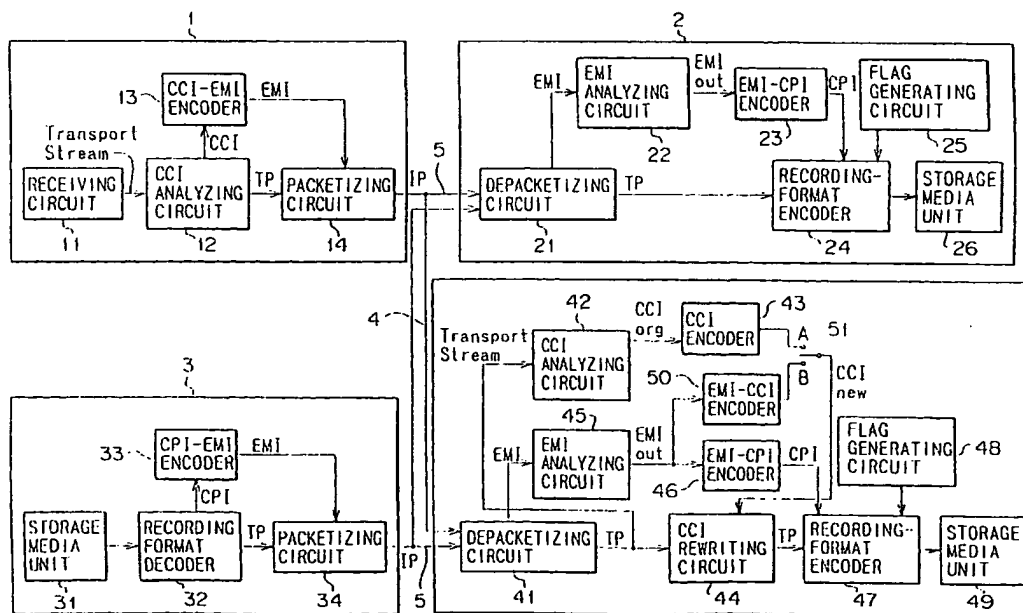 1
13
CCI-EMI
ENCODER
EMI
Transport
Stream
CCI
RECEIVING
CIRCUIT
11
CCI
ANALYZING
CIRCUIT
12
TP
PACKETIZING
CIRCUIT
14
IP
5
2
EMI
EMI
ANALYZING
CIRCUIT
22
EMI
out
EMI-CPI
ENCODER
23
CPI
FLAG
GENERATING
CIRCUIT
25
DEPACKETIZING
CIRCUIT
21
TP
RECORDING-
FORMAT
ENCODER
24
STORAGE
MEDIA
UNIT
26
4
3
33
CPI-EMI
ENCODER
EMI
CPI
STORAGE
MEDIA
UNIT
31
RECORDING
FORMAT
DECODER
32
TP
PACKETIZING
CIRCUIT
34
IP
5
Transport
Stream
42
CCI
ANALYZING
CIRCUIT
CCI
org
43
CCI
ENCODER
A
51
B
CCI
new
50
EMI-CCI
ENCODER
45
EMI
EMI
ANALYZING
CIRCUIT
EMI
out
EMI-CPI
ENCODER
46
CPI
FLAG
GENERATING
CIRCUIT
48
DEPACKETIZING
CIRCUIT
41
TP
CCI
REWRITING
CIRCUIT
44
TP
RECORDING-
FORMAT
ENCODER
47
STORAGE
MEDIA
UNIT
49